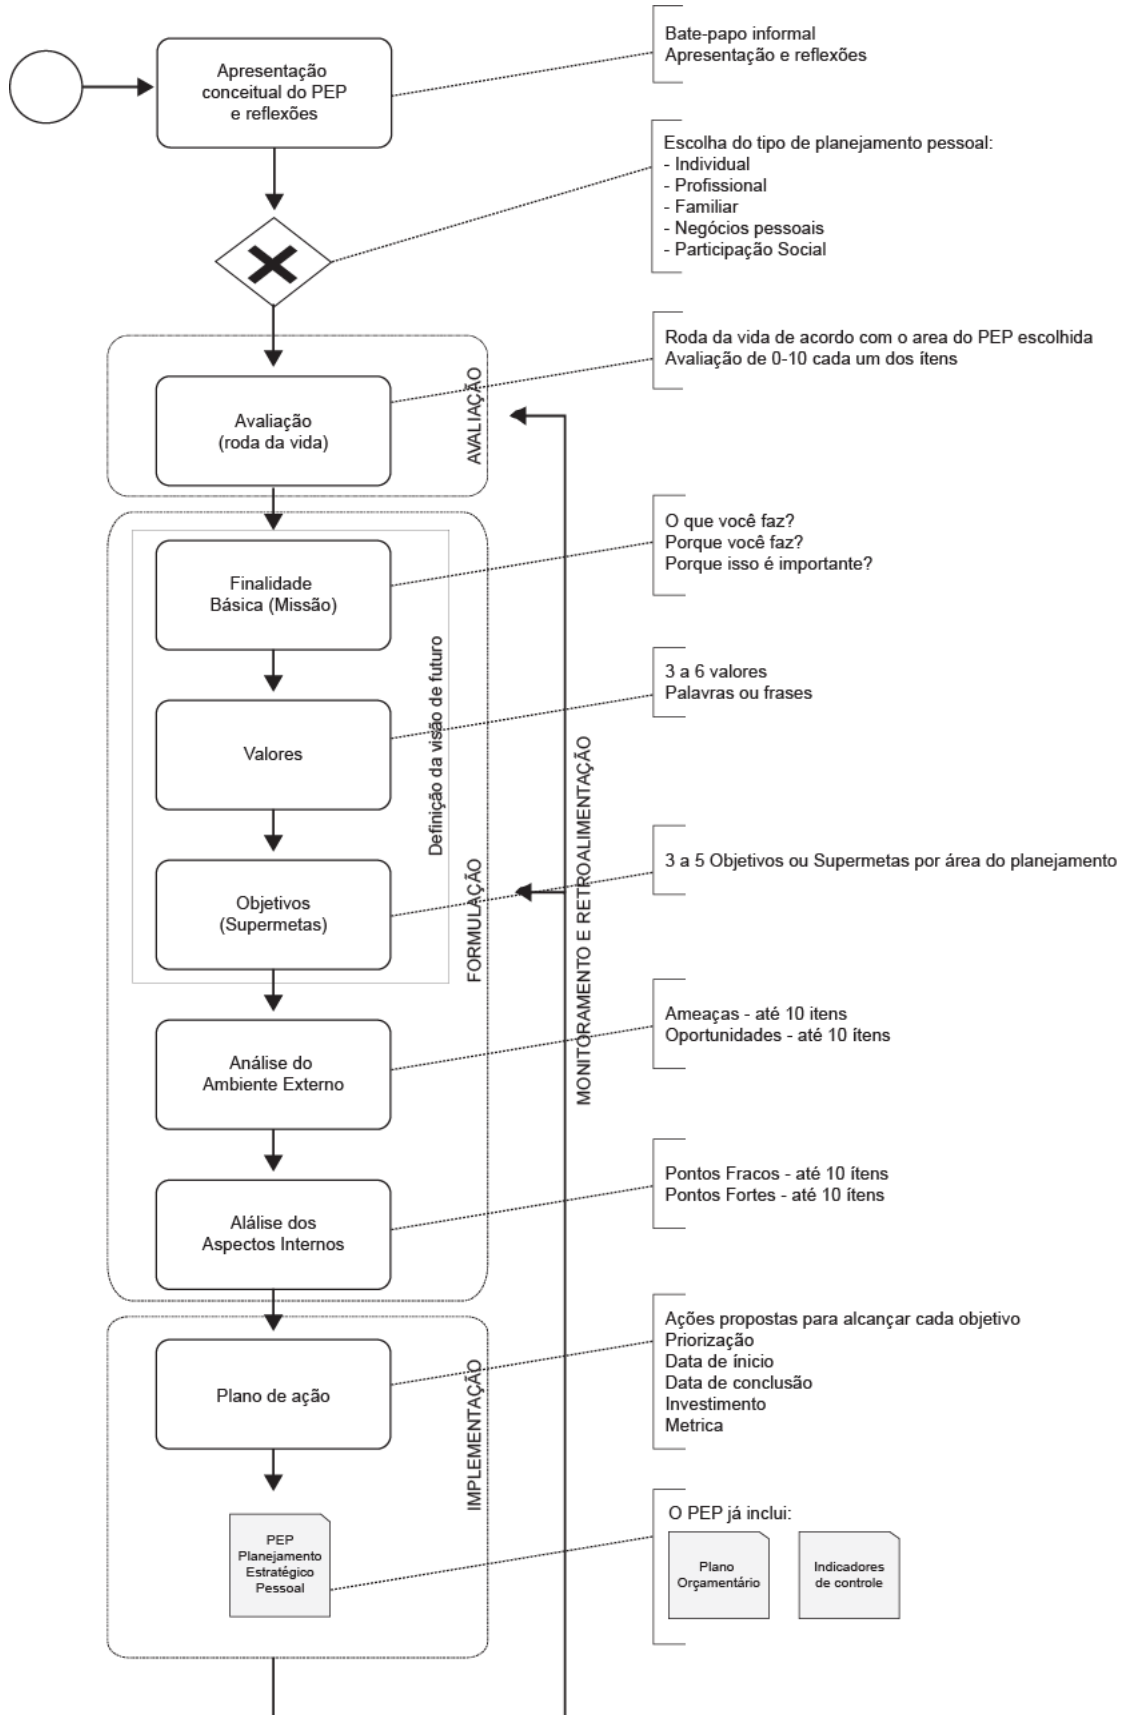 Apresentação
conceitual do PEP
e reflexões
Bate-papo informal
Apresentação e reflexões
Escolha do tipo de planejamento pessoal:
- Individual
- Profissional
- Familiar
- Negócios pessoais
- Participação Social
AVALIAÇÃO
Avaliação
(roda da vida)
Roda da vida de acordo com o area do PEP escolhida
Avaliação de 0-10 cada um dos ítens
FORMULAÇÃO
Definição da visão de futuro
Finalidade
Básica (Missão)
O que você faz?
Porque você faz?
Porque isso é importante?
Valores
3 a 6 valores
Palavras ou frases
Objetivos
(Supermetas)
3 a 5 Objetivos ou Supermetas por área do planejamento
MONITORAMENTO E RETROALIMENTAÇÃO
Análise do
Ambiente Externo
Ameaças - até 10 itens
Oportunidades - até 10 ítens
Alálise dos
Aspectos Internos
Pontos Fracos - até 10 ítens
Pontos Fortes - até 10 ítens
IMPLEMENTAÇÃO
Plano de ação
Ações propostas para alcançar cada objetivo
Priorização
Data de ínicio
Data de conclusão
Investimento
Metrica
PEP
Planejamento
Estratégico
Pessoal
O PEP já inclui:
Plano
Orçamentário
Indicadores
de controle